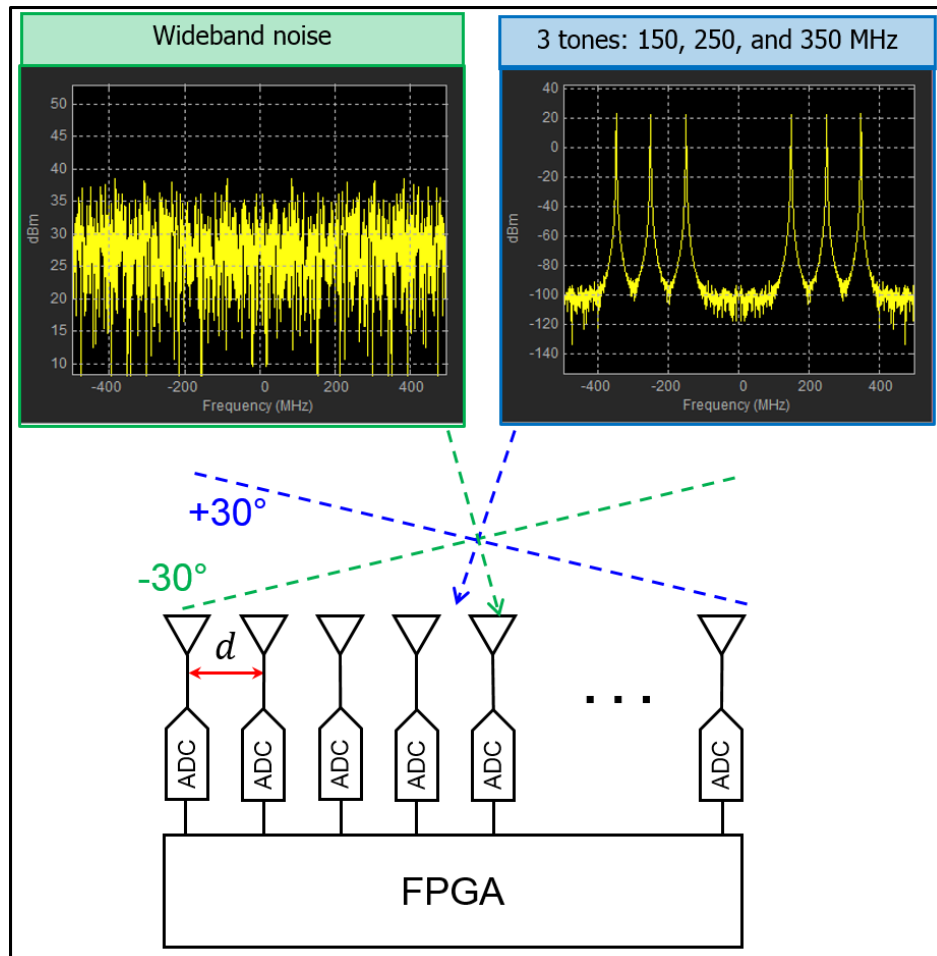 Wideband noise
3 tones: 150, 250, and 350 MHz
50
45
40
35
30
25
20
15
10
dBm
-400
-200
0
200
400
Frequency (MHz)
40
20
0
-20
-40
-60
-80
-100
-120
-140
dBm
-400
-200
0
200
400
Frequency (MHz)
+30°
-30°
d
. . .
ADC
ADC
ADC
ADC
ADC
ADC
FPGA